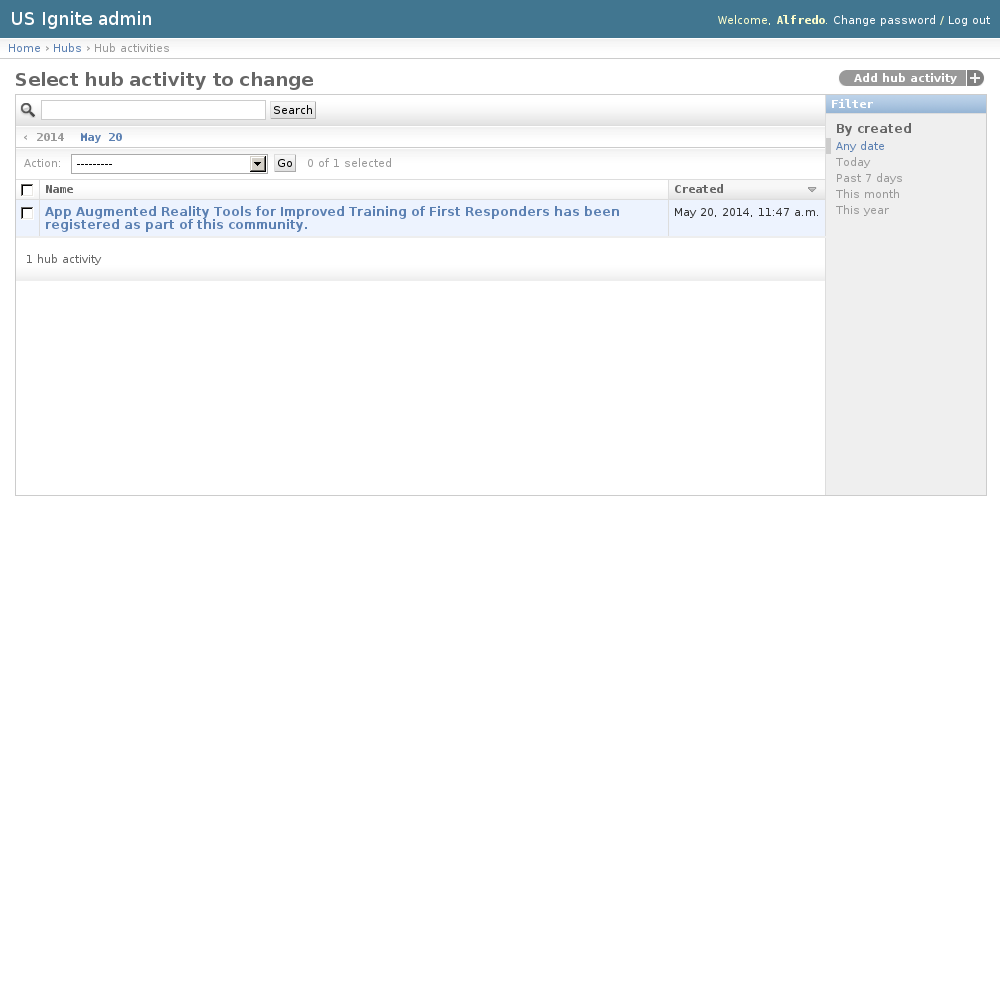 US Ignite admin
Welcome, Alfredo. Change password / Log out
Home › Hubs › Hub activities
Select hub activity to change
Add hub activity +
Search
‹ 2014 May 20
Action: --------- Go 0 of 1 selected
Name Created
App Augmented Reality Tools for Improved Training of First Responders has been
registered as part of this community.
May 20, 2014, 11:47 a.m.
1 hub activity
Filter
By created
Any date
Today
Past 7 days
This month
This year